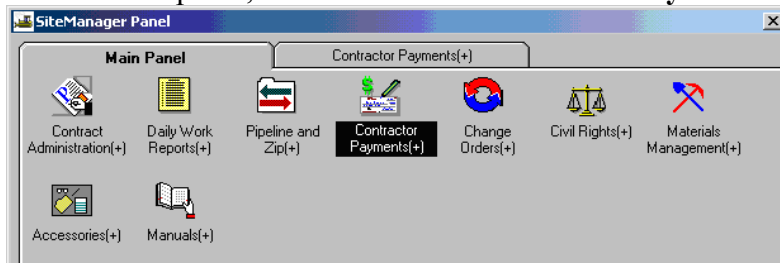 SiteManager Panel
Main Panel
Contractor Payments(+)
Contract Administration(+)
Daily Work Reports(+)
Pipeline and Zip(+)
Contractor Payments(+)
Change Orders(+)
Civil Rights(+)
Materials Management(+)
Accessories(+)
Manuals(+)